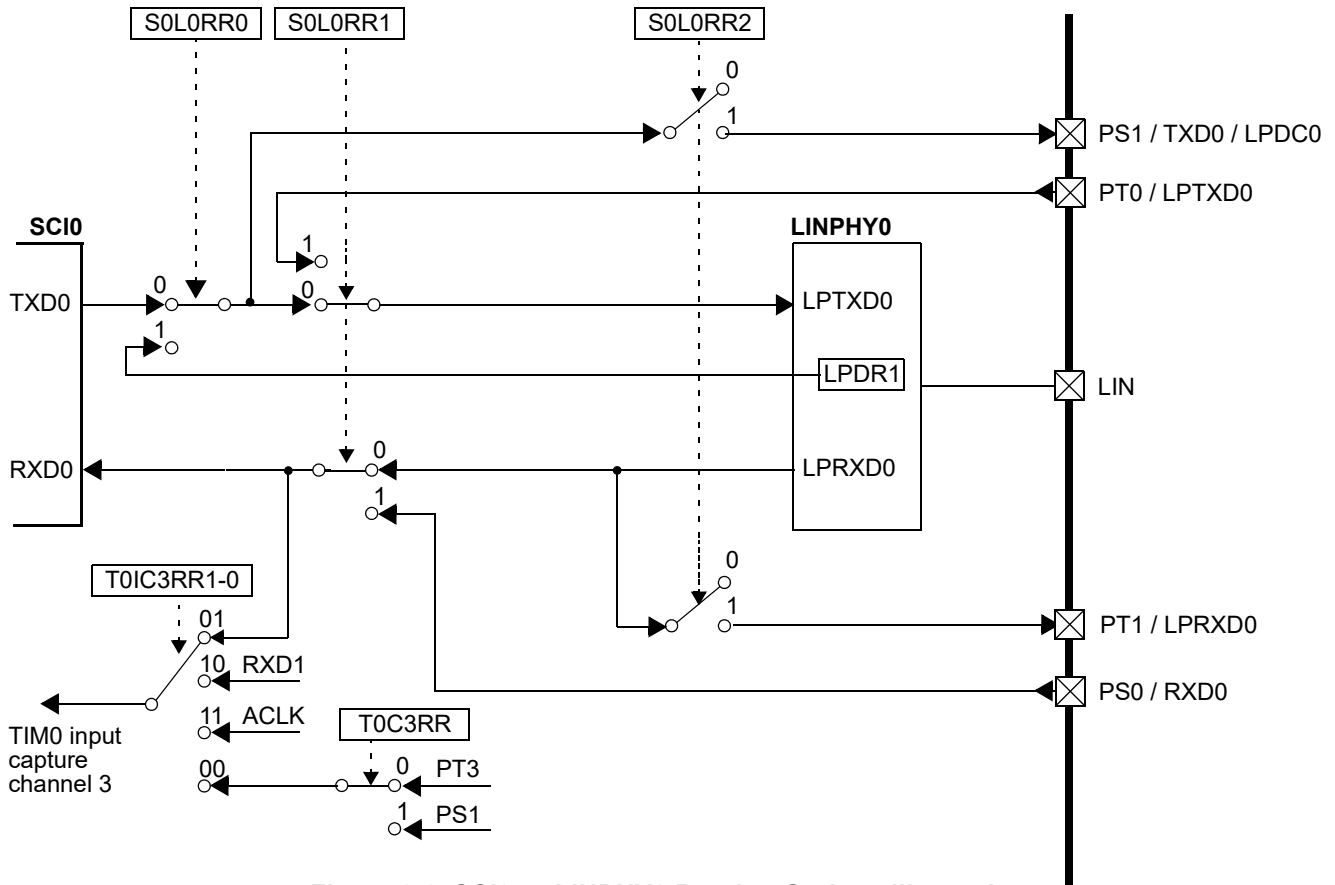 S0L0RR0
S0L0RR1
S0L0RR2
0
1
PS1 / TXD0 / LPDC0
PT0 / LPTXD0
SCI0
LINPHY0
1
0
0
TXD0
LPTXD0
1
LPDR1
LIN
0
RXD0
LPRXD0
1
0
T0IC3RR1-0
1
01
PT1 / LPRXD0
10 RXD1
PS0 / RXD0
11 ACLK
T0C3RR
TIM0 input
capture
channel 3
00
0
PT3
1
PS1